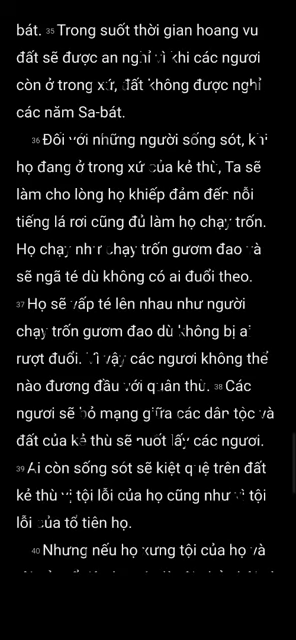 bát. 35 Trong suốt thời gian hoang vu
đất sẽ được an nghỉ vì khi các ngươi
còn ở trong xứ, đất không được nghỉ
các năm Sa-bát.
36 Đối với những người sống sót, khi
họ đang ở trong xứ của kẻ thù, Ta sẽ
làm cho lòng họ khiếp đảm đến nỗi
tiếng lá rơi cũng đủ làm họ chạy trốn.
Họ chạy như chạy trốn gươm đao và
sẽ ngã té dù không có ai đuổi theo.
37 Họ sẽ vấp té lên nhau như người
chạy trốn gươm đao dù không bị ai
rượt đuổi. Vì vậy các ngươi không thể
nào đương đầu với quân thù. 38 Các
ngươi sẽ bỏ mạng giữa các dân tộc và
đất của kẻ thù sẽ nuốt lấy các ngươi.
39 Ai còn sống sót sẽ kiệt quệ trên đất
kẻ thù vì tội lỗi của họ cũng như vì tội
lỗi của tổ tiên họ.
40 Nhưng nếu họ xưng tội của họ và